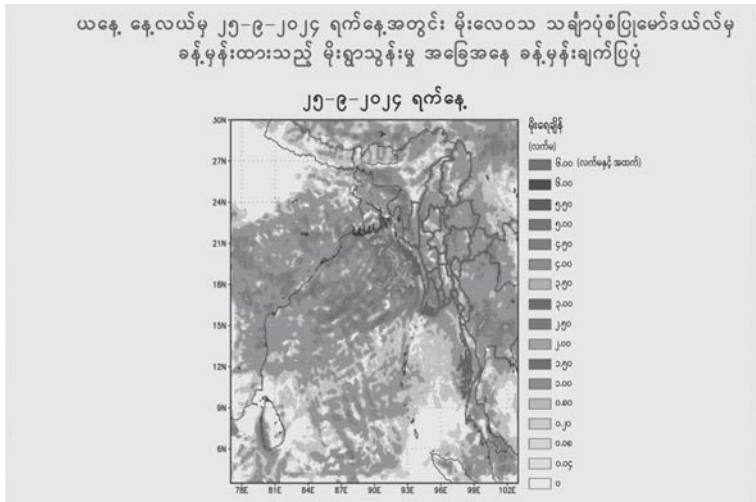 ယနေ့ နေ့လယ်မှ ၂၅-၉-၂၀၂၄ ရက်နေ့အတွင်း မိုးလေဝသ သင်္ချာပုံစံပြုမော်ဒယ်လ်မှ
ခန့်မှန်းထားသည့် မိုးရွာသွန်းမှု အခြေအနေ ခန့်မှန်းချက်ပြပုံ
၂၅-၉-၂၀၂၄ ရက်နေ့
မိုးရေချိန်
(လက်မ)
၆.၀၀ (လက်မနှင့် အထက်)
၆.၀၀
၅.၅၀
၅.၀၀
၄.၅၀
၄.၀၀
၃.၅၀
၃.၀၀
၂.၅၀
၂.၀၀
၁.၅၀
၁.၀၀
၀.၈၀
၀.၂၀
၀.၀၈
၀.၀၄
၀
30N
27N
24N
21N
18N
15N
12N
9N
6N
78E 81E 84E 87E 90E 93E 96E 99E 102E